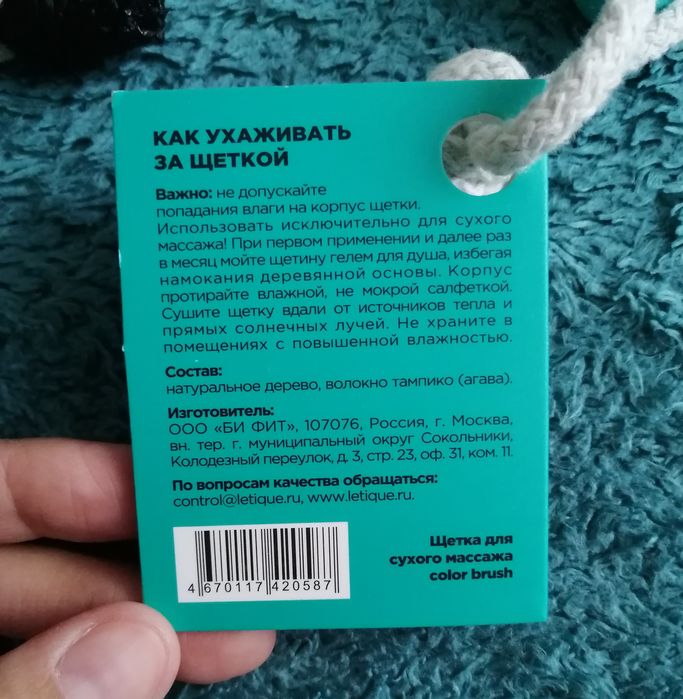 КАК УХАЖИВАТЬ
ЗА ЩЕТКОЙ
Важно: не допускайте
попадания влаги на корпус щетки.
Использовать исключительно для сухого
массажа! При первом применении и далее раз
в месяц мойте щетину гелем для душа, избегая
намокания деревянной основы. Корпус
протирайте влажной, не мокрой салфеткой.
Сушите щетку вдали от источников тепла и
прямых солнечных лучей. Не храните в
помещениях с повышенной влажностью.
Состав:
натуральное дерево, волокно тампико (агава).
Изготовитель:
ООО «БИ ФИТ», 107076, Россия, г. Москва,
вн. тер. г. муниципальный округ Сокольники,
Колодезный переулок, д. 3, стр. 23, оф. 31, ком. 11.
По вопросам качества обращаться:
control@letique.ru, www.letique.ru.
4 670117 420587
Щетка для
сухого массажа
color brush